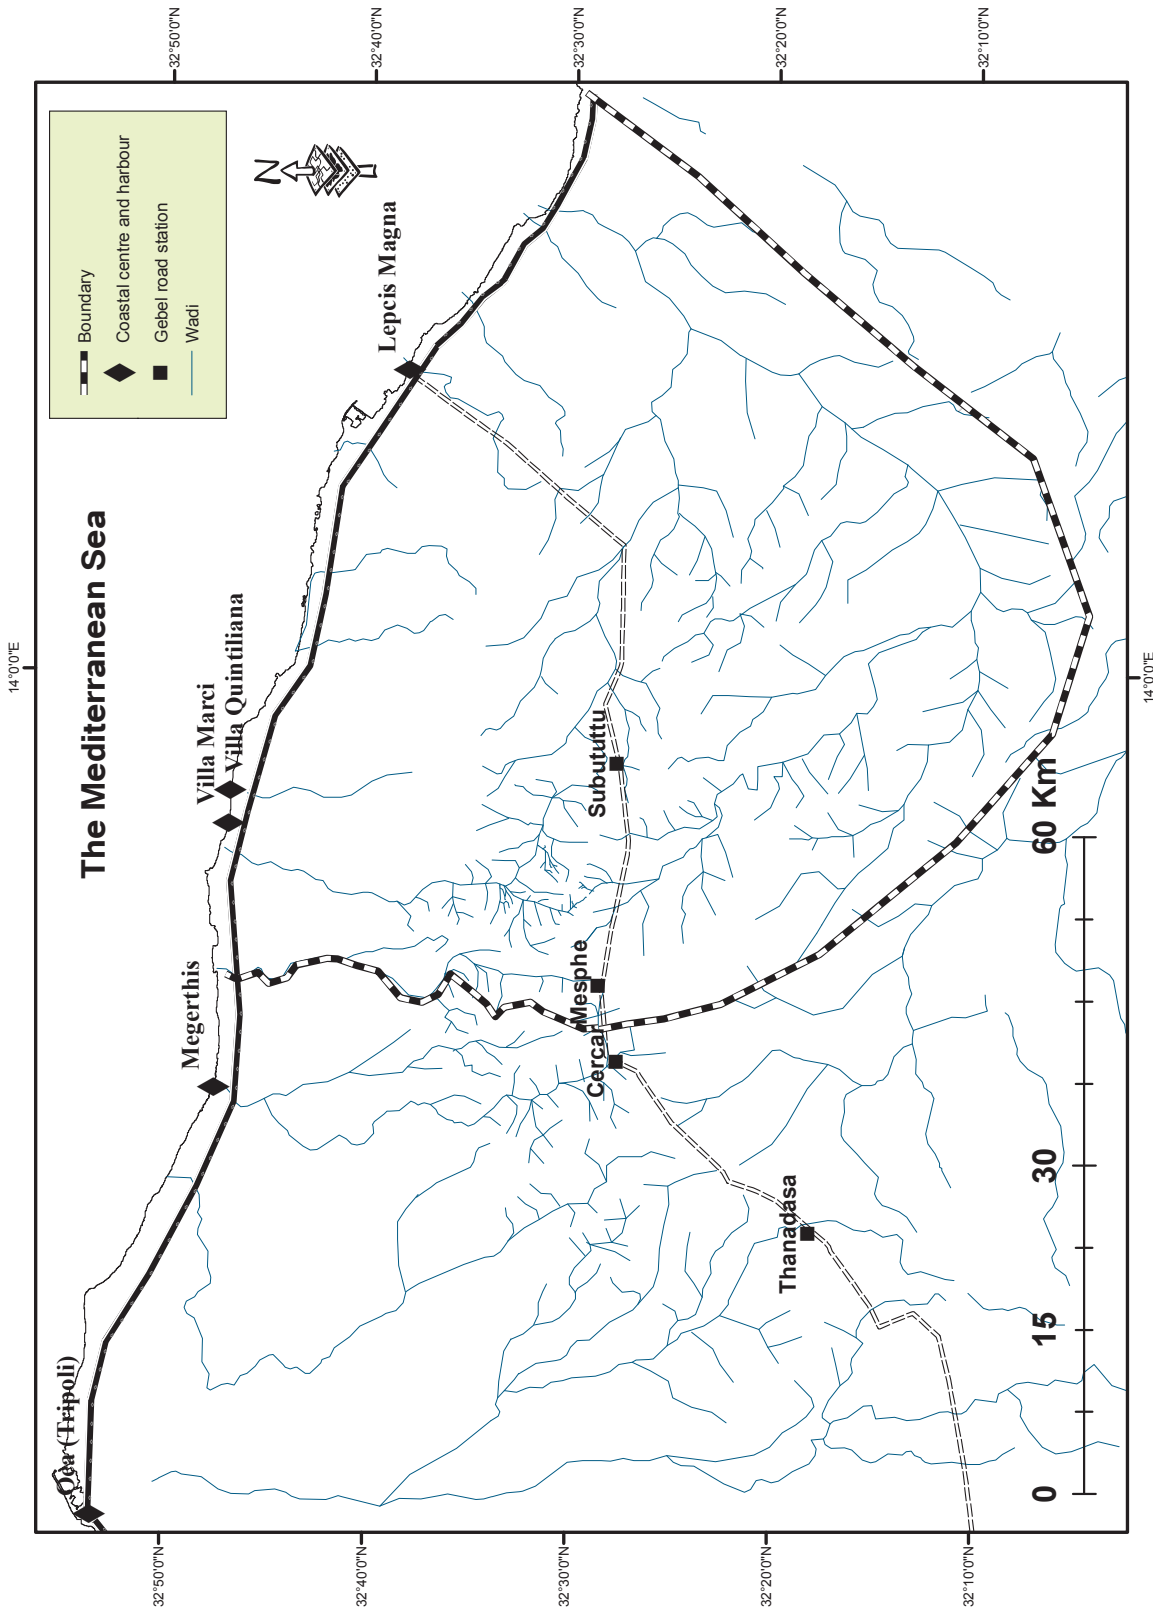 14°0'0"E
32°50'0"N
32°40'0"N
32°30'0"N
32°20'0"N
32°10'0"N
The Mediterranean Sea
Boundary
Coastal centre and harbour
Gebel road station
Wadi
N
Oea (Tripoli)
Megerthis
Villa Marci
Villa Quintiliana
Lepcis Magna
Thanadasa
Cercar
Mesphe
Subututtu
0
15
30
60 Km
32°50'0"N
32°40'0"N
32°30'0"N
32°20'0"N
32°10'0"N
14°0'0"E